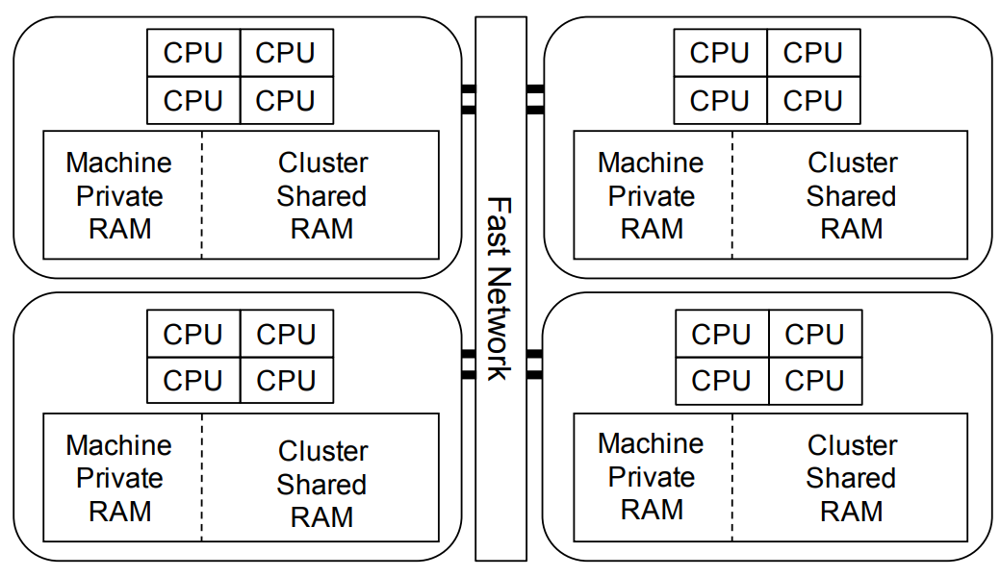 CPU CPU
CPU CPU
Machine
Private
RAM
Cluster
Shared
RAM
CPU CPU
CPU CPU
Machine
Private
RAM
Cluster
Shared
RAM
Fast Network
CPU CPU
CPU CPU
Machine
Private
RAM
Cluster
Shared
RAM
CPU CPU
CPU CPU
Machine
Private
RAM
Cluster
Shared
RAM